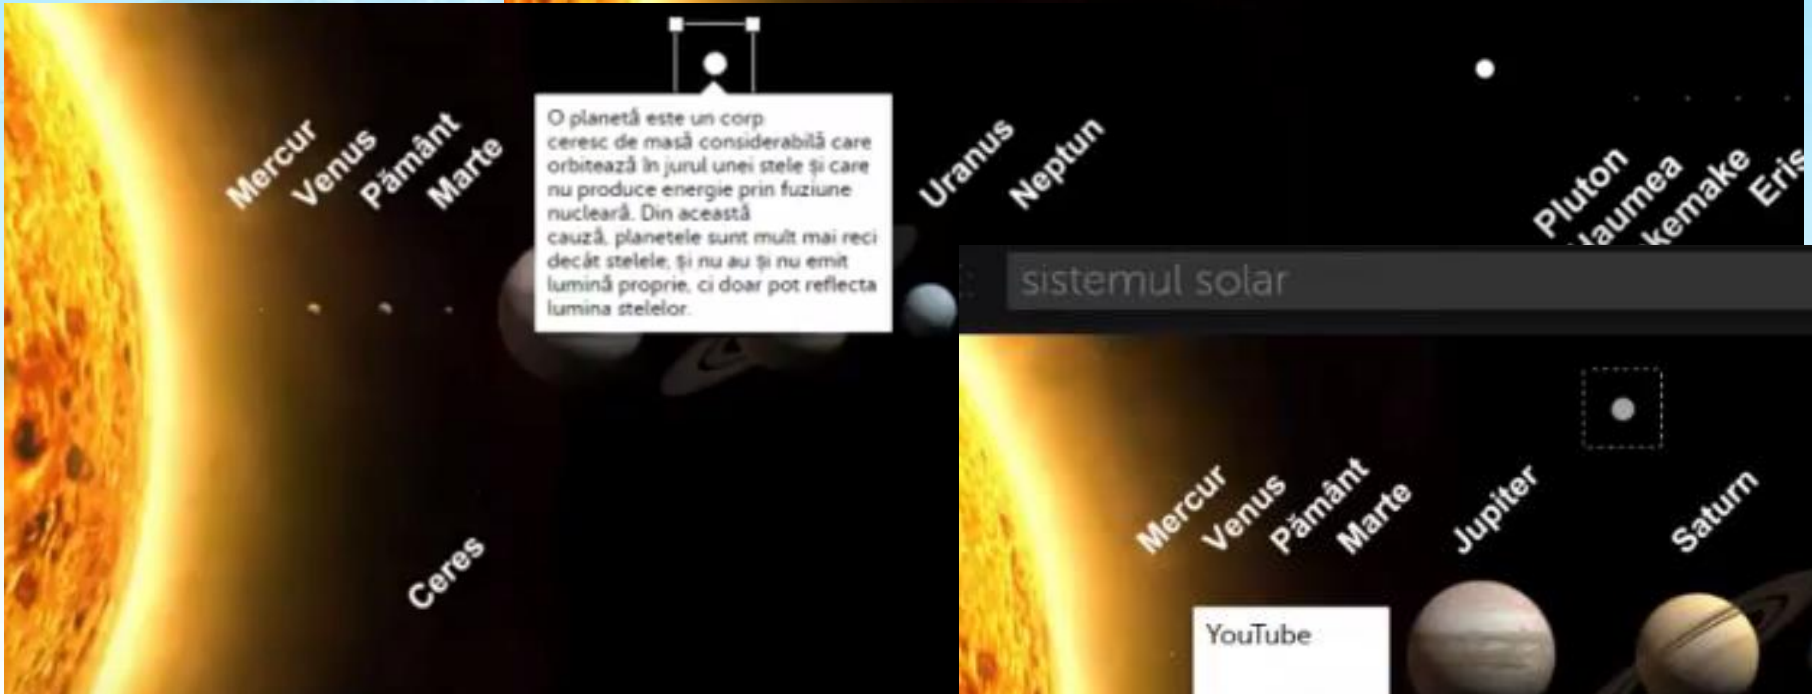 Mercur
Venus
Pământ
Marte
O planetă este un corp
ceresc de masă considerabilă care
orbitează în jurul unei stele și care
nu produce energie prin fuziune
nucleară. Din această
cauză, planetele sunt mult mai reci
decât stelele, și nu au și nu emit
lumină proprie, ci doar pot reflecta
lumina stelelor.
Uranus
Neptun
Pluton
Haumea
kemake
Eris
Ceres
sistemul solar
Mercur
Venus
Pământ
Marte
Jupiter
Saturn
YouTube